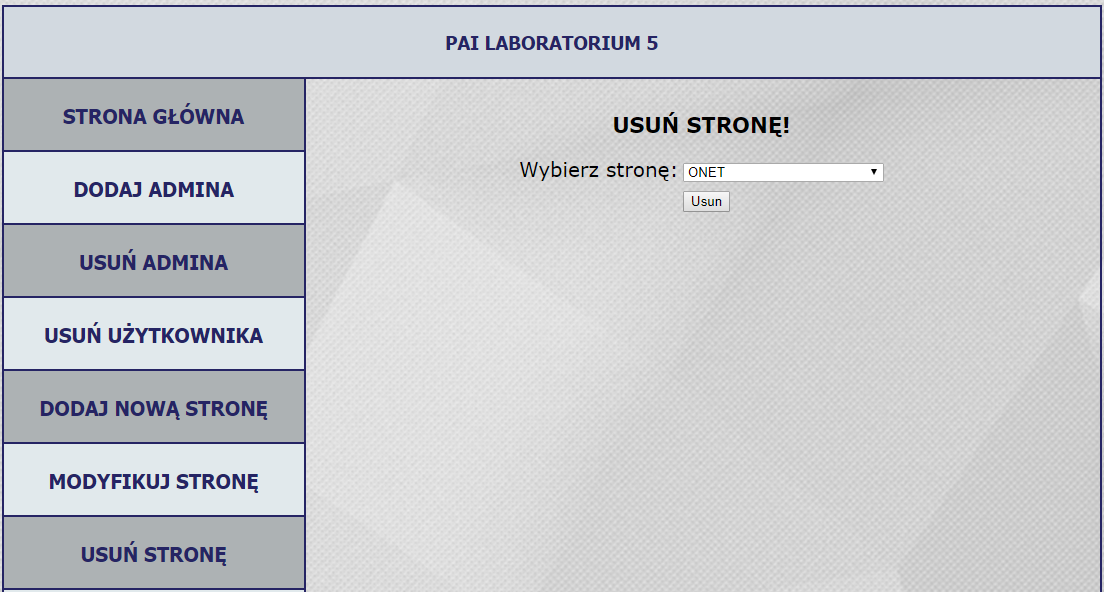 PAI LABORATORIUM 5
STRONA GŁÓWNA
DODAJ ADMINA
USUŃ ADMINA
USUŃ UŻYTKOWNIKA
DODAJ NOWĄ STRONĘ
MODYFIKUJ STRONĘ
USUŃ STRONĘ
USUŃ STRONĘ!
Wybierz stronę: ONET
Usun